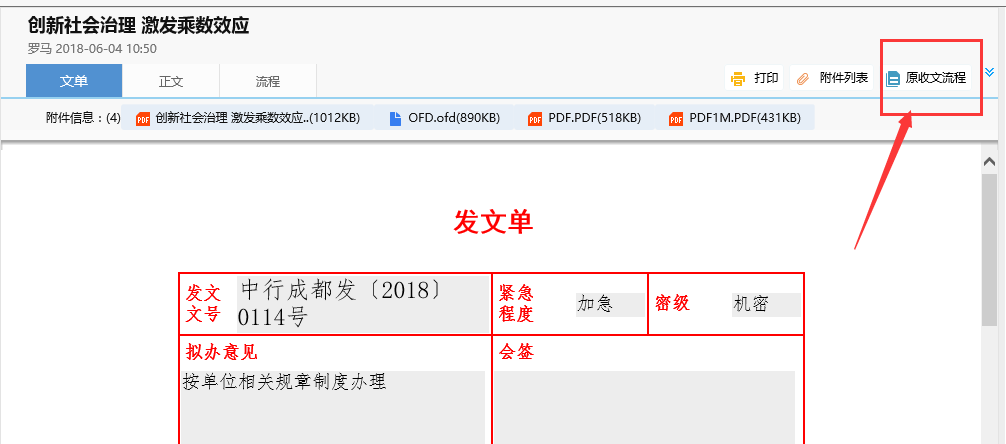 创新社会治理 激发乘数效应
罗马 2018-06-04 10:50
文单 正文 流程 打印 附件列表 原收文流程
附件信息：(4) 创新社会治理 激发乘数效应..(1012KB) OFD.ofd(890KB) PDF.PDF(518KB) PDF1M.PDF(431KB)
发文单
发文文号 中行成都发〔2018〕0114号 紧急程度 加急 密级 机密
拟办意见 会签
按单位相关规章制度办理